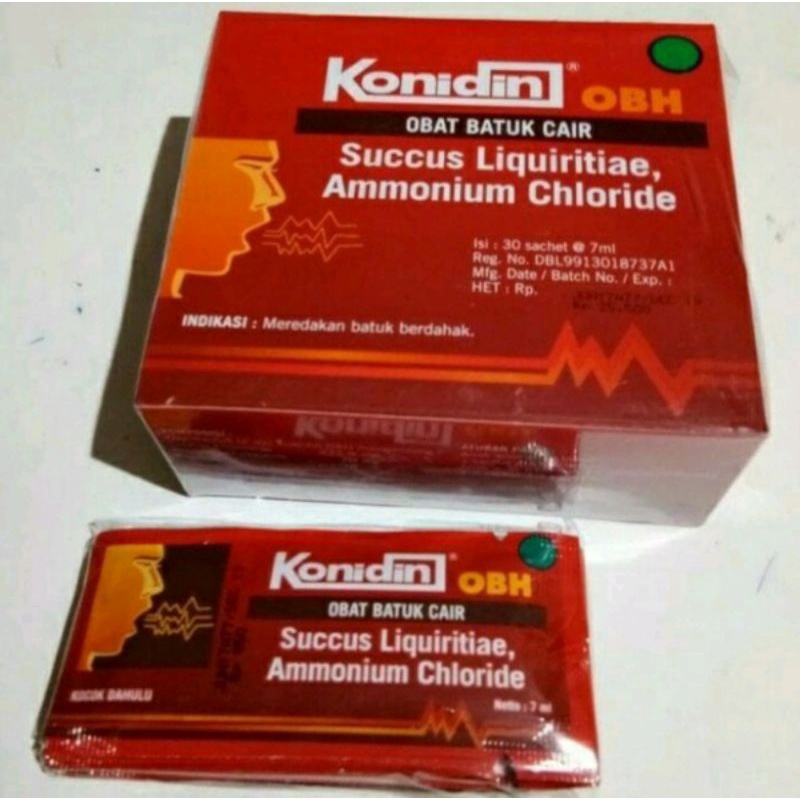 Konidin® OBH
OBAT BATUK CAIR
Succus Liquiritiae,
Ammonium Chloride
Isi : 30 sachet @ 7ml
Reg. No. DBL9913018737A1
Mfg. Date / Batch No. / Exp. :
HET : Rp.
INDIKASI : Meredakan batuk berdahak.
Konidin
Konidin® OBH
OBAT BATUK CAIR
Succus Liquiritiae,
Ammonium Chloride
KOCOK DAHULU
Netto : 7 ml